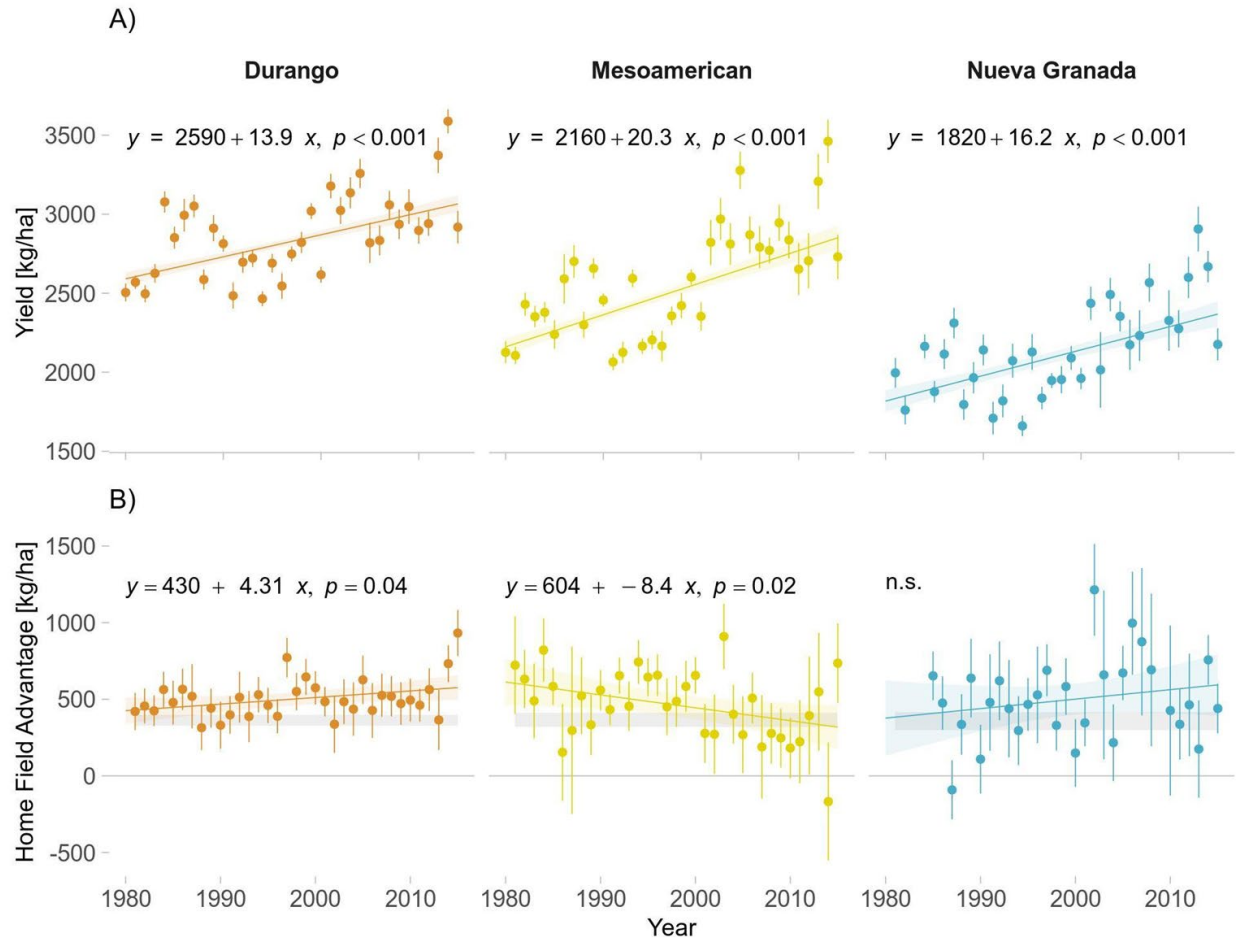 A)
Durango Mesoamerican Nueva Granada
y = 2590 + 13.9 x, p < 0.001 y = 2160 + 20.3 x, p < 0.001 y = 1820 + 16.2 x, p < 0.001
3500
3000
2500
2000
1500
Yield [kg/ha]
B)
y = 430 + 4.31 x, p = 0.04 y = 604 + −8.4 x, p = 0.02 n.s.
1500
1000
500
0
-500
Home Field Advantage [kg/ha]
1980 1990 2000 2010 1980 1990 2000 2010 1980 1990 2000 2010
Year